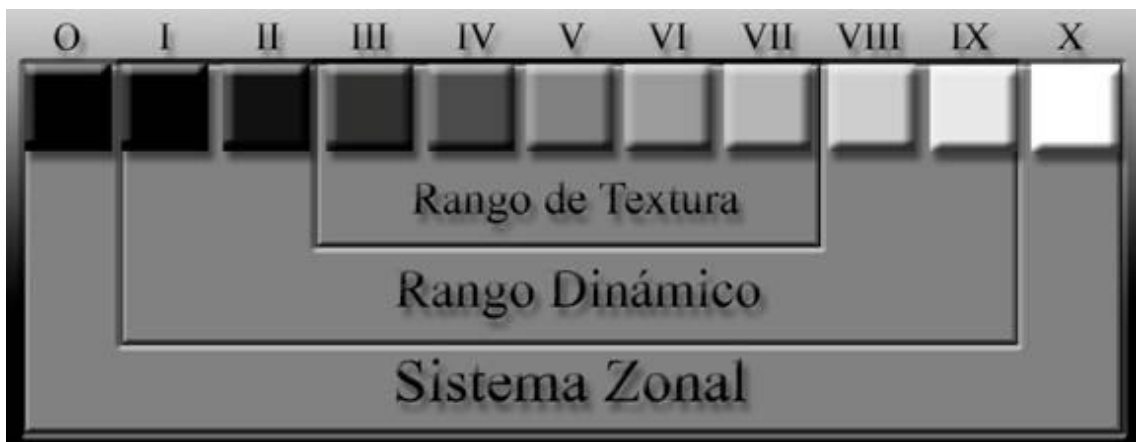 O I II III IV V VI VII VIII IX X
Rango de Textura
Rango Dinámico
Sistema Zonal